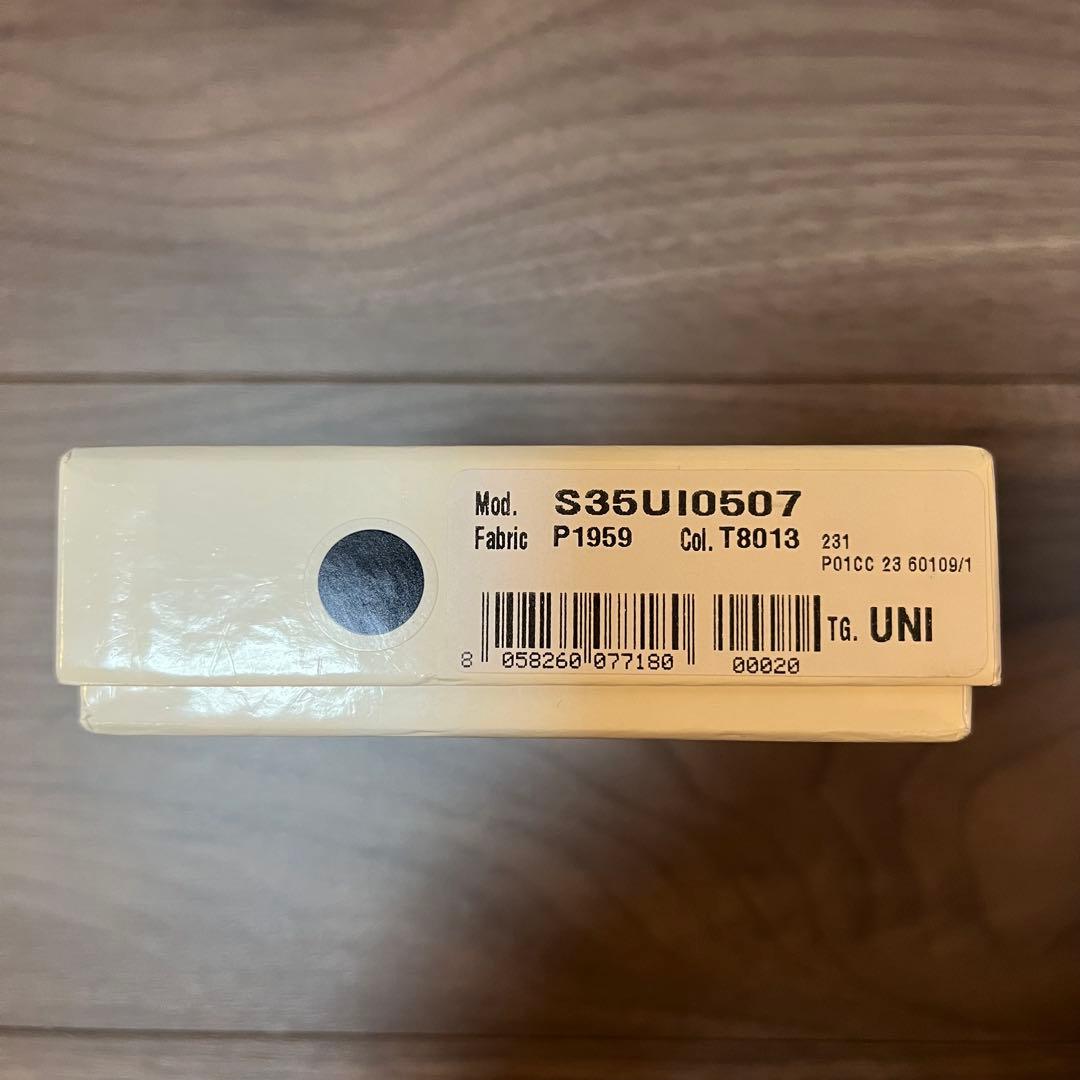 Mod. S35UI0507
Fabric P1959 Col. T8013 231
P01CC 23 60109/1
TG. UNI
8 058260 077180 00020